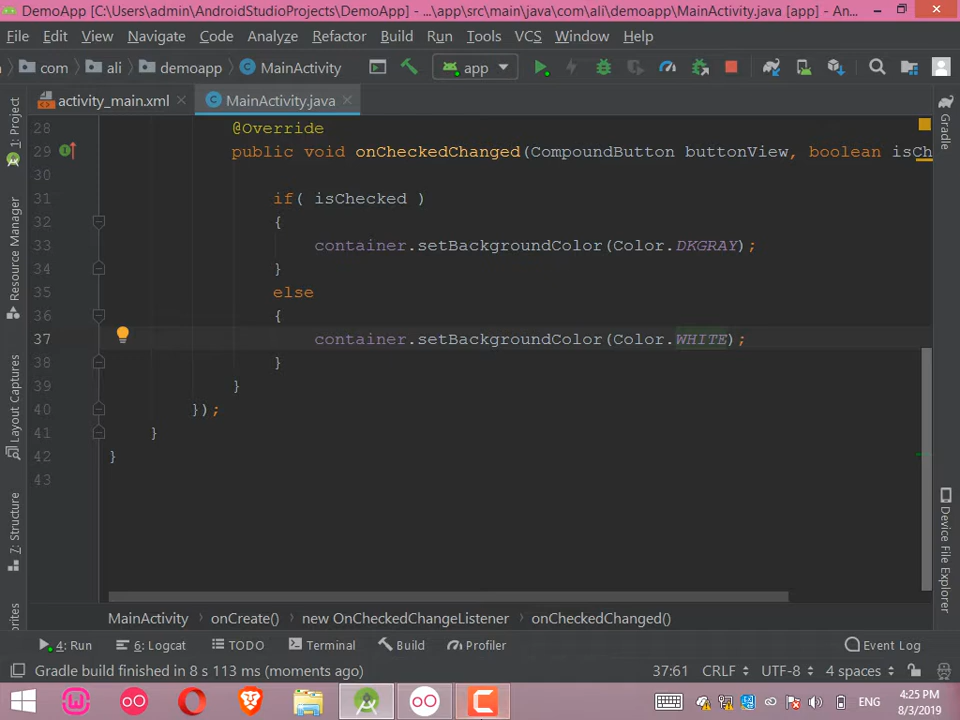 DemoApp [C:\Users\admin\AndroidStudioProjects\DemoApp] - ...\app\src\main\java\com\ali\demoapp\MainActivity.java [app] - An...
File Edit View Navigate Code Analyze Refactor Build Run Tools VCS Window Help
com ali demoapp MainActivity app
activity_main.xml MainActivity.java
1: Project
Resource Manager
Layout Captures
7: Structure
28 @Override
29 public void onCheckedChanged(CompoundButton buttonView, boolean isCh
30
31 if( isChecked )
32 {
33 container.setBackgroundColor(Color.DKGRAY);
34 }
35 else
36 {
37 container.setBackgroundColor(Color.WHITE);
38 }
39 }
40 });
41 }
42 }
43
Gradle
Device File Explorer
MainActivity onCreate() new OnCheckedChangeListener onCheckedChanged()
4: Run 6: Logcat TODO Terminal Build Profiler Event Log
Gradle build finished in 8 s 113 ms (moments ago) 37:61 CRLF UTF-8 4 spaces
ENG
4:25 PM
8/3/2019